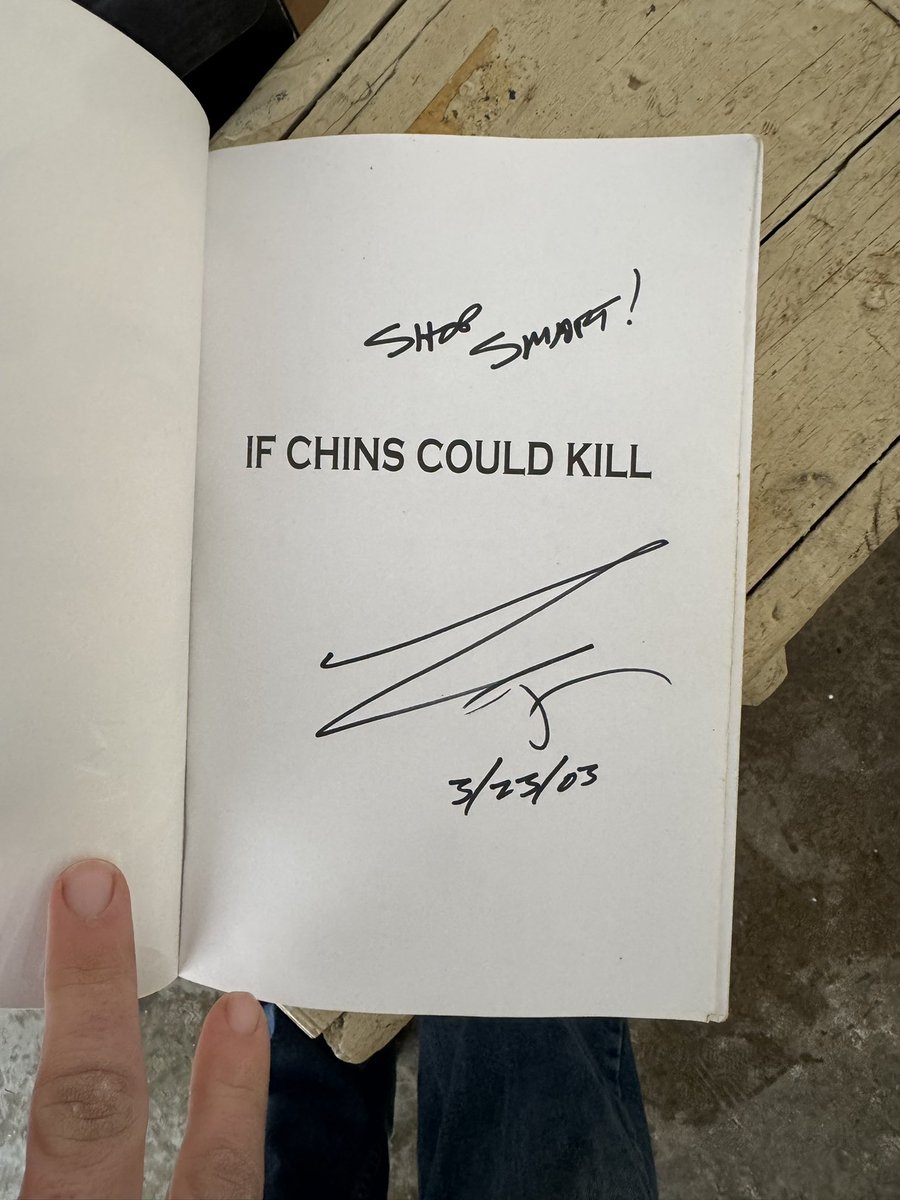 SHOP SMART!
IF CHINS COULD KILL
3/23/03